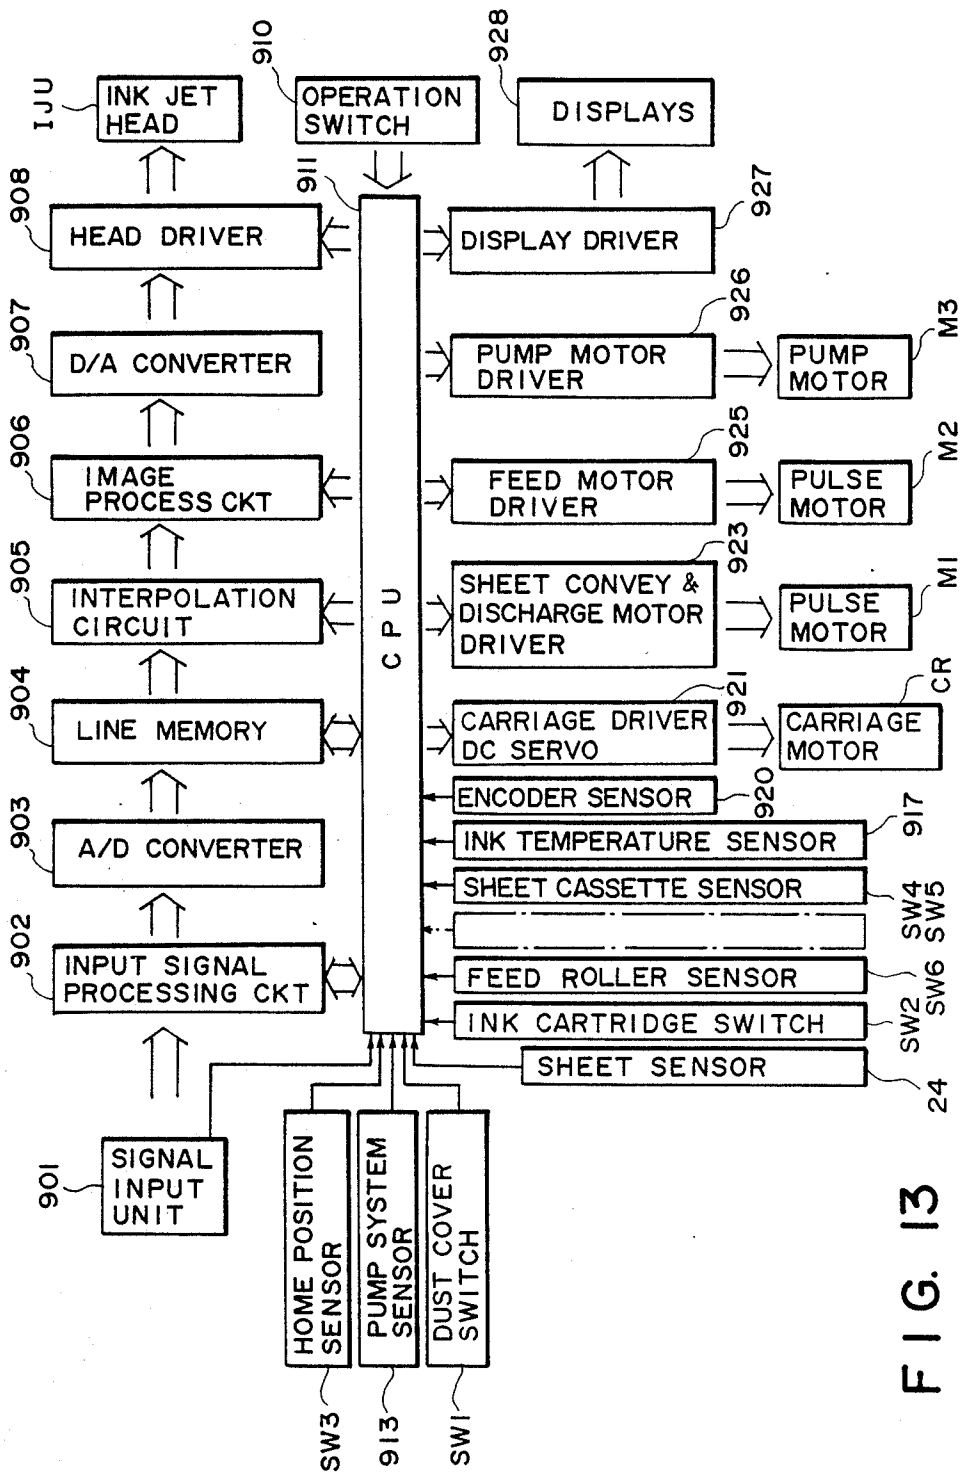 IJU
INK JET
HEAD
908
HEAD DRIVER
907
D/A CONVERTER
906
IMAGE
PROCESS CKT
905
INTERPOLATION
CIRCUIT
904
LINE MEMORY
903
A/D CONVERTER
902
INPUT SIGNAL
PROCESSING CKT
901
SIGNAL
INPUT
UNIT
910
OPERATION
SWITCH
911
CPU
928
DISPLAYS
927
DISPLAY DRIVER
926
PUMP MOTOR
DRIVER
M3
PUMP
MOTOR
925
FEED MOTOR
DRIVER
M2
PULSE
MOTOR
923
SHEET CONVEY &
DISCHARGE MOTOR
DRIVER
M1
PULSE
MOTOR
921
CARRIAGE DRIVER
DC SERVO
CR
CARRIAGE
MOTOR
ENCODER SENSOR
920
INK TEMPERATURE SENSOR
917
SHEET CASSETTE SENSOR
SW4
SW5
FEED ROLLER SENSOR
SW6
INK CARTRIDGE SWITCH
SW2
SHEET SENSOR
24
HOME POSITION
SENSOR
SW3
PUMP SYSTEM
SENSOR
913
DUST COVER
SWITCH
SW1
FIG. 13